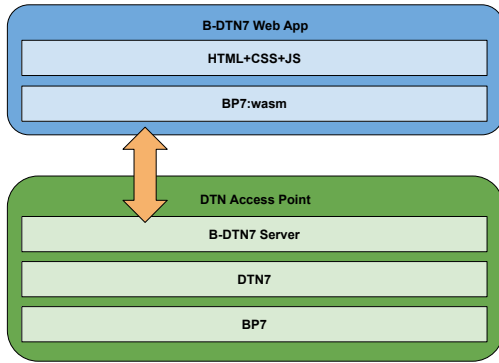 B-DTN7 Web App
HTML+CSS+JS
BP7:wasm
DTN Access Point
B-DTN7 Server
DTN7
BP7